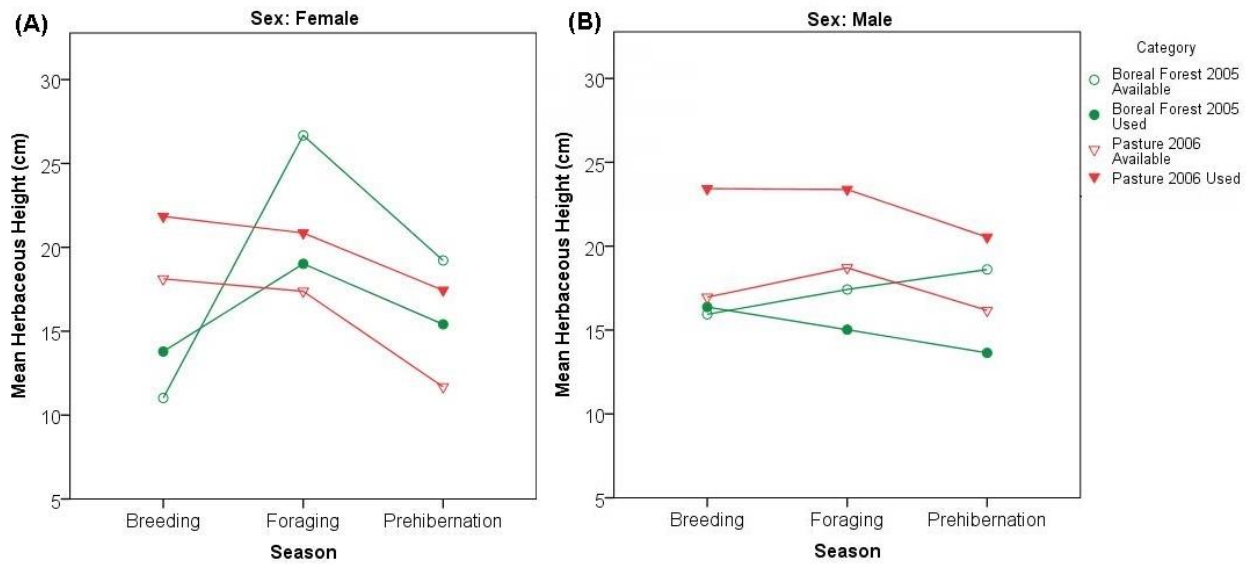 (A)
Sex: Female
Mean Herbaceous Height (cm)
30
25
20
15
10
5
Breeding
Foraging
Prehibernation
Season
(B)
Sex: Male
Mean Herbaceous Height (cm)
30
25
20
15
10
5
Breeding
Foraging
Prehibernation
Season
Category
Boreal Forest 2005
Available
Boreal Forest 2005
Used
Pasture 2006
Available
Pasture 2006 Used